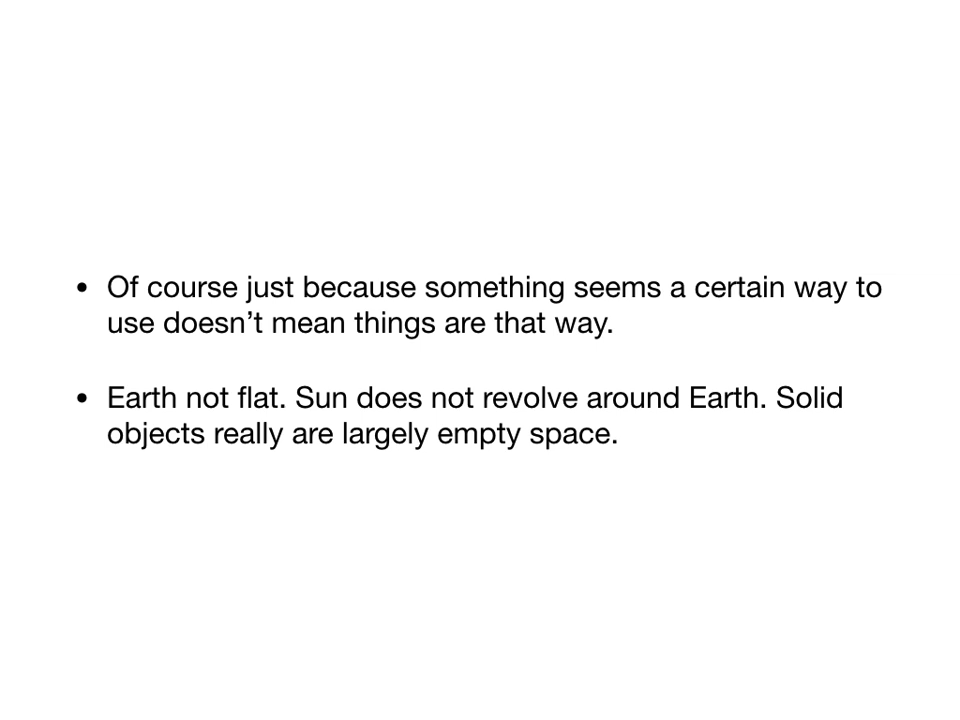 • Of course just because something seems a certain way to
use doesn’t mean things are that way.
• Earth not flat. Sun does not revolve around Earth. Solid
objects really are largely empty space.